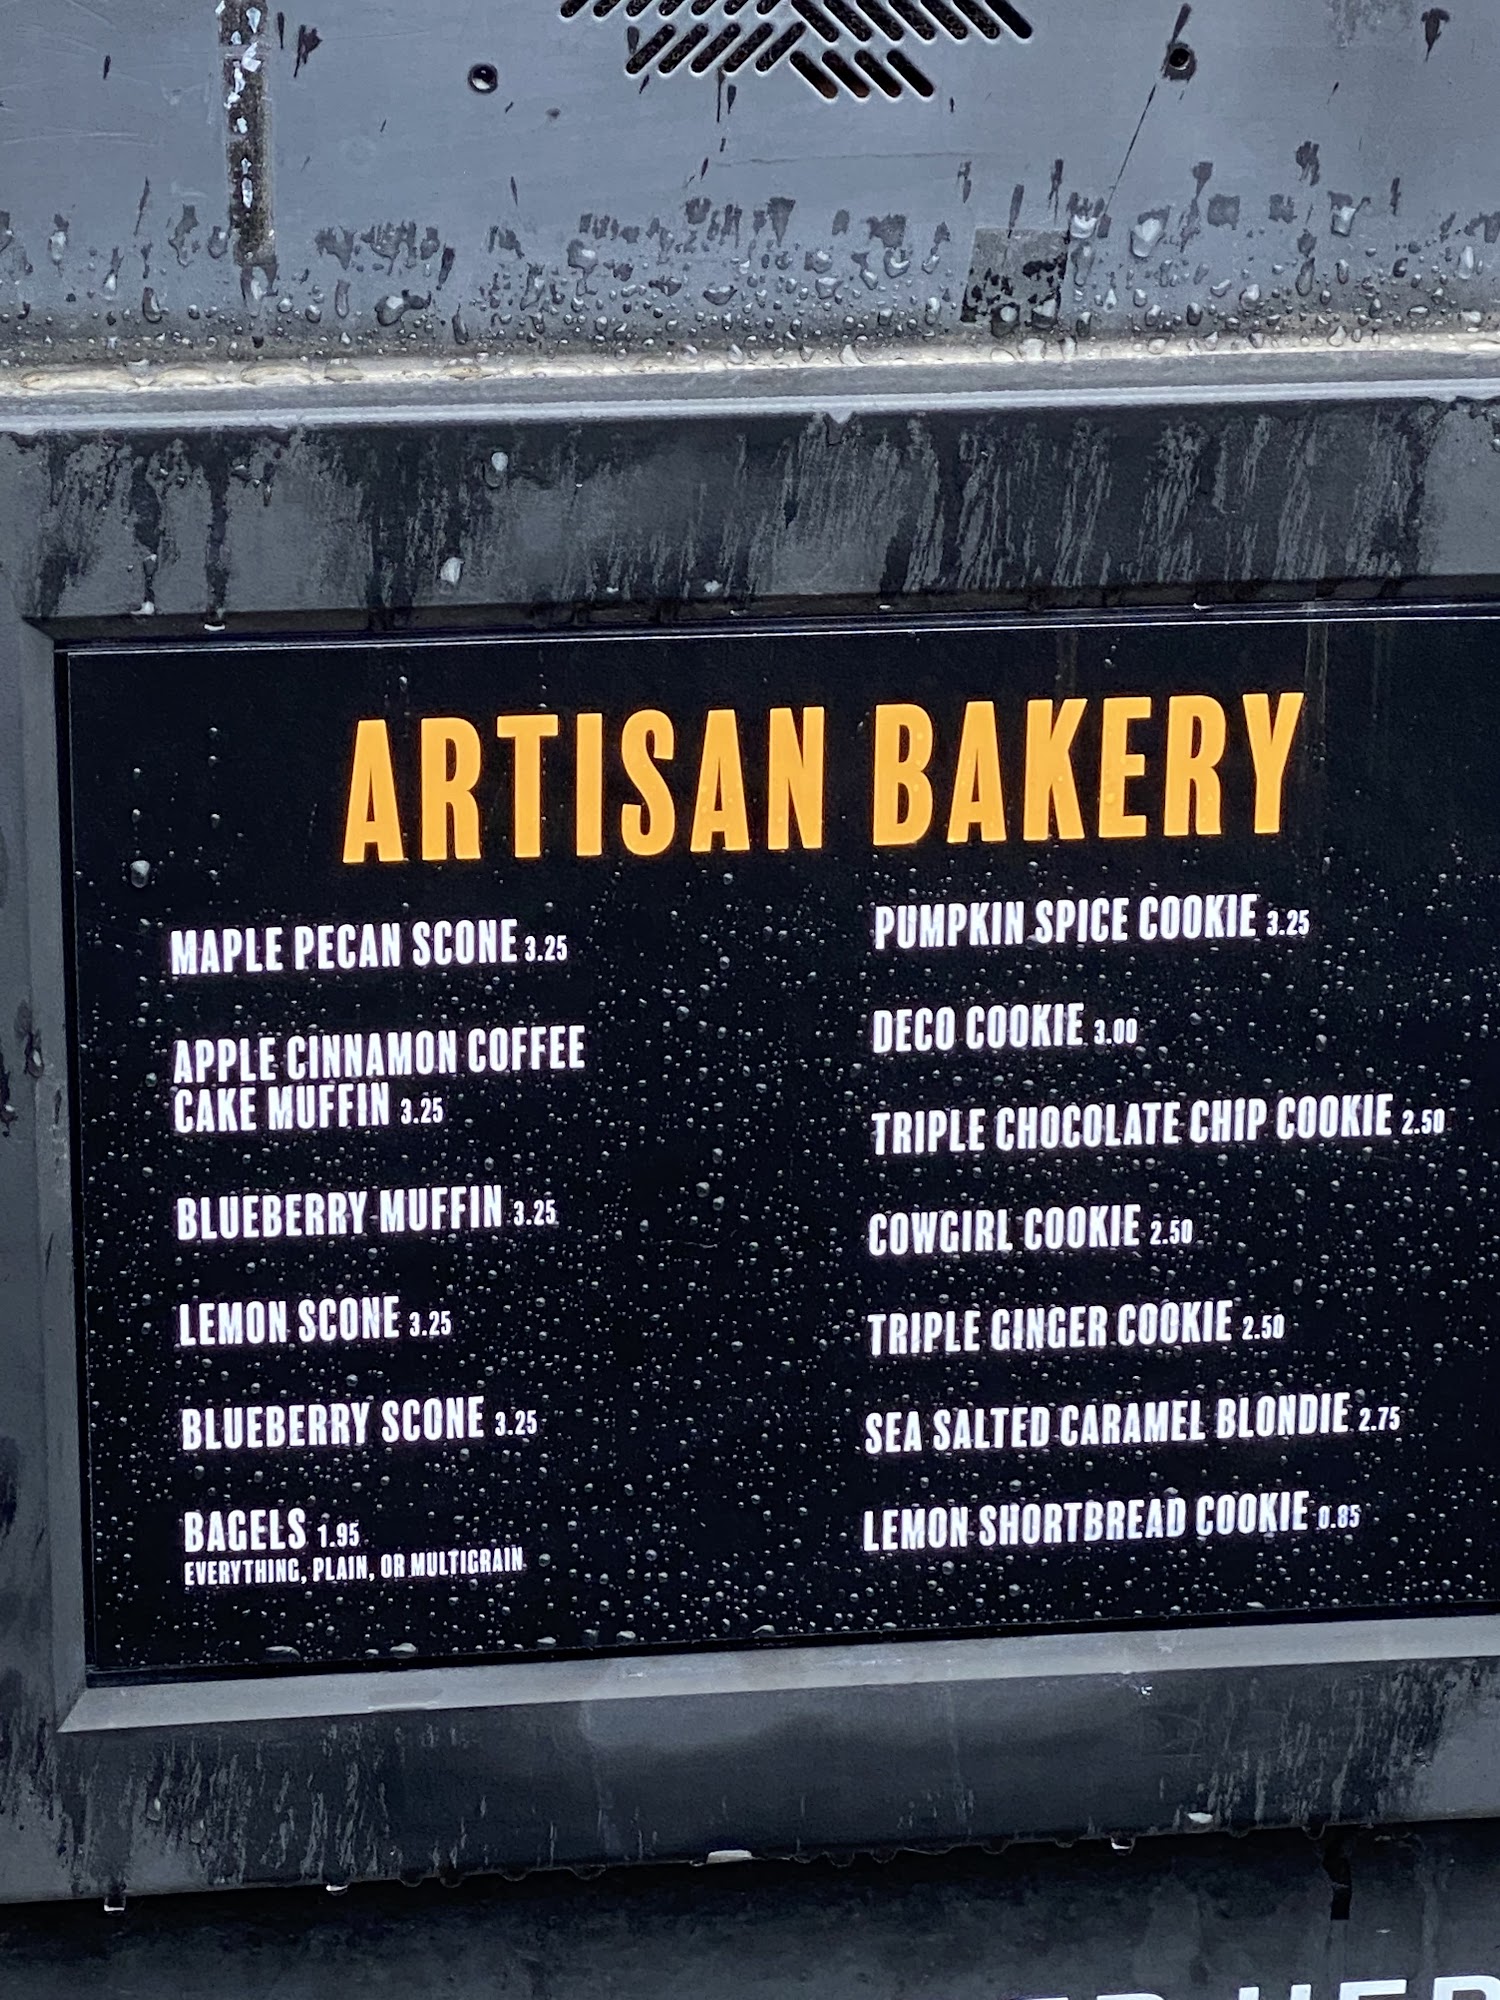 ARTISAN BAKERY
MAPLE PECAN SCONE 3.25
APPLE CINNAMON COFFEE
CAKE MUFFIN 3.25
BLUEBERRY MUFFIN 3.25
LEMON SCONE 3.25
BLUEBERRY SCONE 3.25
BAGELS 1.95
EVERYTHING, PLAIN, OR MULTIGRAIN
PUMPKIN SPICE COOKIE 3.25
DECO COOKIE 3.00
TRIPLE CHOCOLATE CHIP COOKIE 2.50
COWGIRL COOKIE 2.50
TRIPLE GINGER COOKIE 2.50
SEA SALTED CARAMEL BLONDIE 2.75
LEMON SHORTBREAD COOKIE 0.85